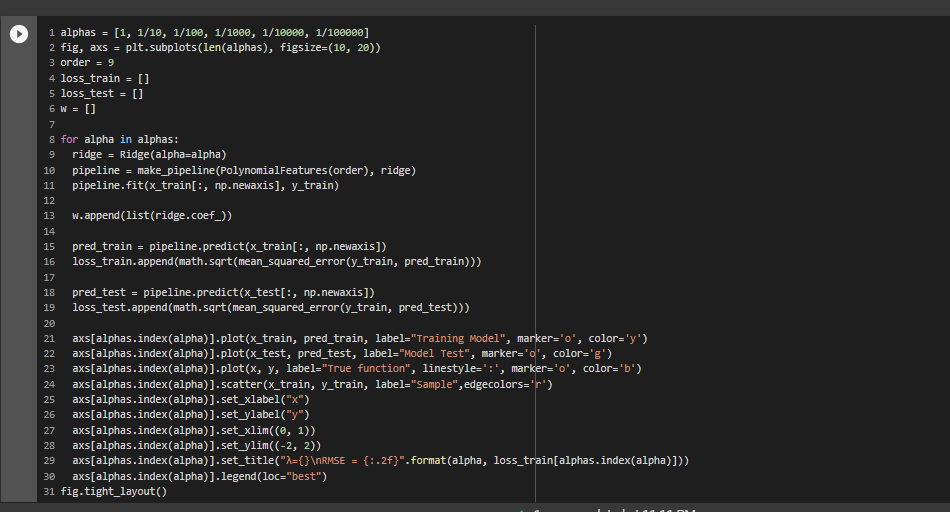 1 alphas = [1, 1/10, 1/100, 1/1000, 1/10000, 1/100000]
2 fig, axs = plt.subplots(len(alphas), figsize=(10, 20))
3 order = 9
4 loss_train = []
5 loss_test = []
6 w = []
7
8 for alpha in alphas:
9   ridge = Ridge(alpha=alpha)
10   pipeline = make_pipeline(PolynomialFeatures(order), ridge)
11   pipeline.fit(x_train[:, np.newaxis], y_train)
12
13   w.append(list(ridge.coef_))
14
15   pred_train = pipeline.predict(x_train[:, np.newaxis])
16   loss_train.append(math.sqrt(mean_squared_error(y_train, pred_train)))
17
18   pred_test = pipeline.predict(x_test[:, np.newaxis])
19   loss_test.append(math.sqrt(mean_squared_error(y_train, pred_test)))
20
21   axs[alphas.index(alpha)].plot(x_train, pred_train, label="Training Model", marker='o', color='y')
22   axs[alphas.index(alpha)].plot(x_test, pred_test, label="Model Test", marker='o', color='g')
23   axs[alphas.index(alpha)].plot(x, y, label="True function", linestyle=':', marker='o', color='b')
24   axs[alphas.index(alpha)].scatter(x_train, y_train, label="Sample",edgecolors='r')
25   axs[alphas.index(alpha)].set_xlabel("x")
26   axs[alphas.index(alpha)].set_ylabel("y")
27   axs[alphas.index(alpha)].set_xlim((0, 1))
28   axs[alphas.index(alpha)].set_ylim((-2, 2))
29   axs[alphas.index(alpha)].set_title("λ={}\nRMSE = {:.2f}".format(alpha, loss_train[alphas.index(alpha)]))
30   axs[alphas.index(alpha)].legend(loc="best")
31 fig.tight_layout()